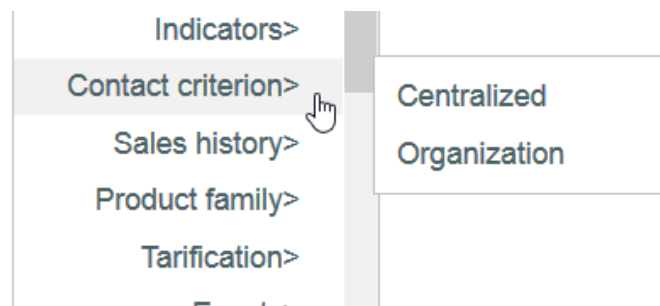 Indicators>
Contact criterion>
Sales history>
Product family>
Tarification>
Centralized
Organization